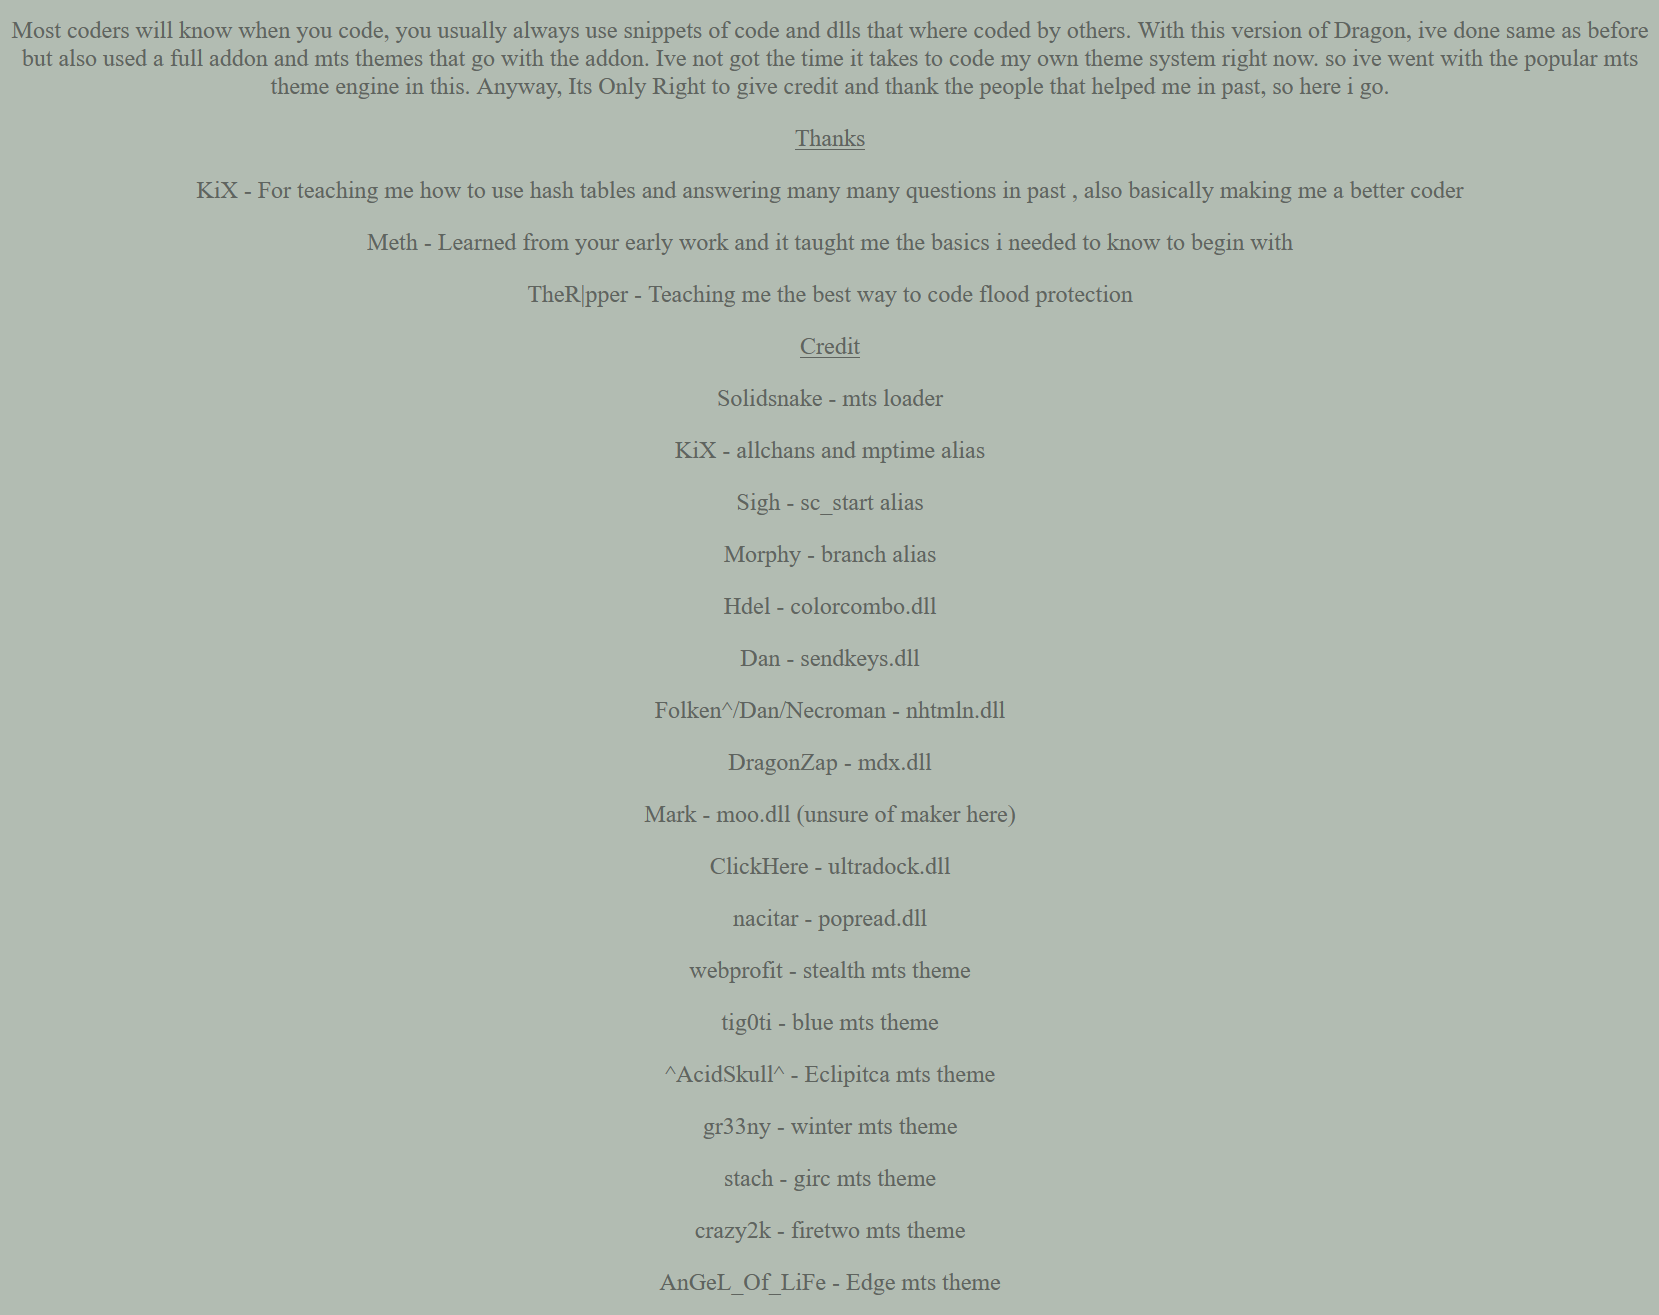 Most coders will know when you code, you usually always use snippets of code and dlls that where coded by others. With this version of Dragon, ive done same as before
but also used a full addon and mts themes that go with the addon. Ive not got the time it takes to code my own theme system right now. so ive went with the popular mts
theme engine in this. Anyway, Its Only Right to give credit and thank the people that helped me in past, so here i go.
Thanks
KiX - For teaching me how to use hash tables and answering many many questions in past , also basically making me a better coder
Meth - Learned from your early work and it taught me the basics i needed to know to begin with
TheR|pper - Teaching me the best way to code flood protection
Credit
Solidsnake - mts loader
KiX - allchans and mptime alias
Sigh - sc_start alias
Morphy - branch alias
Hdel - colorcombo.dll
Dan - sendkeys.dll
Folken^/Dan/Necroman - nhtmln.dll
DragonZap - mdx.dll
Mark - moo.dll (unsure of maker here)
ClickHere - ultradock.dll
nacitar - popread.dll
webprofit - stealth mts theme
tig0ti - blue mts theme
^AcidSkull^ - Eclipitca mts theme
gr33ny - winter mts theme
stach - girc mts theme
crazy2k - firetwo mts theme
AnGeL_Of_LiFe - Edge mts theme